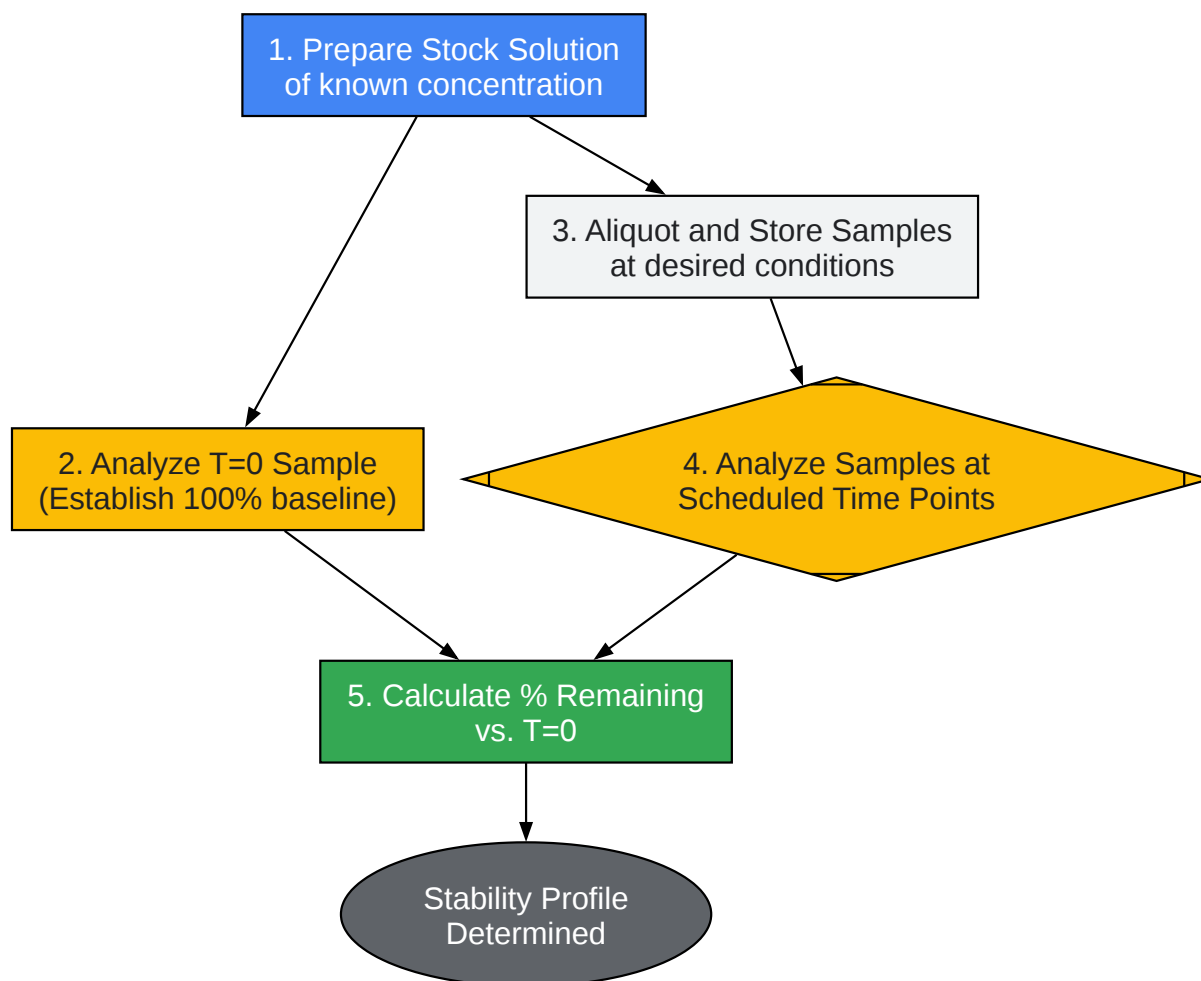 1. Prepare Stock Solution
of known concentration
3. Aliquot and Store Samples
at desired conditions
2. Analyze T=0 Sample
(Establish 100% baseline)
4. Analyze Samples at
Scheduled Time Points
5. Calculate % Remaining
vs. T=0
Stability Profile
Determined